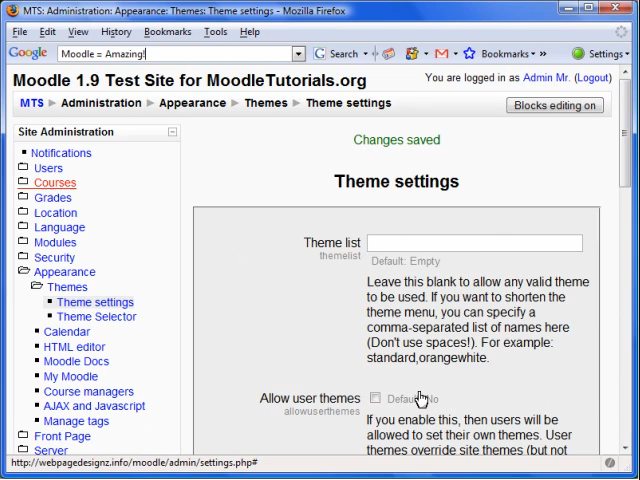 MTS: Administration: Appearance: Themes: Theme settings - Mozilla Firefox
File Edit View History Bookmarks Tools Help
Google Moodle = Amazing! Search Bookmarks Settings
Moodle 1.9 Test Site for MoodleTutorials.org
You are logged in as Admin Mr. (Logout)
MTS ► Administration ► Appearance ► Themes ► Theme settings
Blocks editing on
Site Administration
Notifications
Users
Courses
Grades
Location
Language
Modules
Security
Appearance
Themes
Theme settings
Theme Selector
Calendar
HTML editor
Moodle Docs
My Moodle
Course managers
AJAX and Javascript
Manage tags
Front Page
Server
Changes saved
Theme settings
Theme list
themelist
Default: Empty
Leave this blank to allow any valid theme
to be used. If you want to shorten the
theme menu, you can specify a
comma-separated list of names here
(Don't use spaces!). For example:
standard,orangewhite.
Allow user themes
allowuserthemes
Default: No
If you enable this, then users will be
allowed to set their own themes. User
themes override site themes (but not
http://webpagedesignz.info/moodle/admin/settings.php#